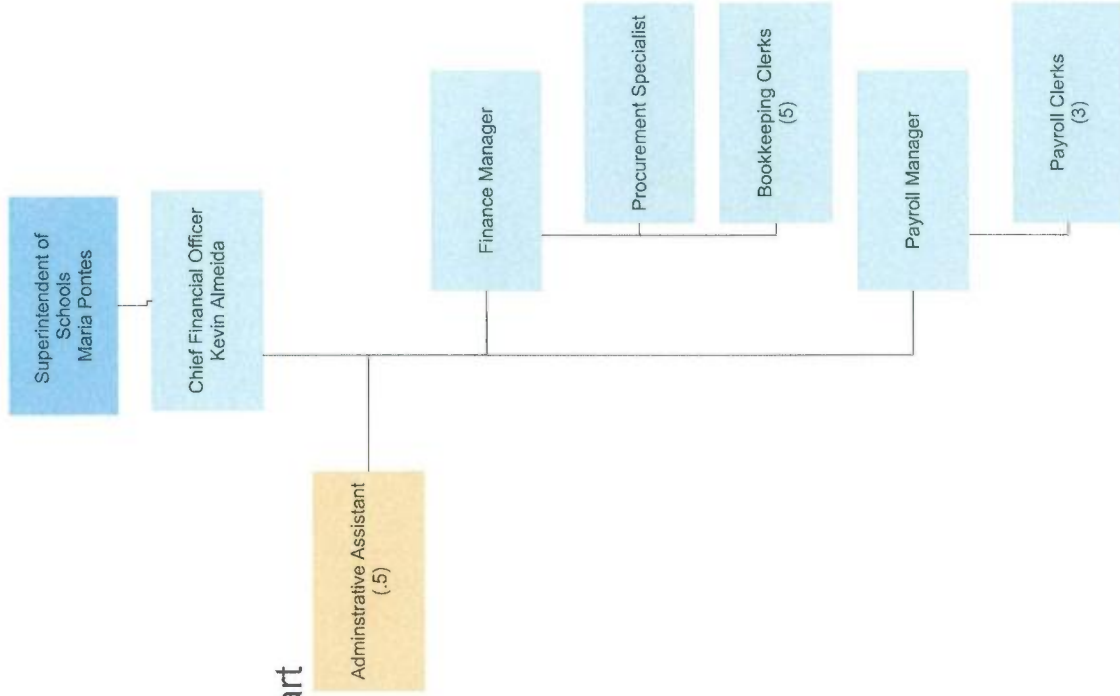 Superintendent of
Schools
Maria Pontes
Chief Financial Officer
Kevin Almeida
Adminstrative Assistant
(.5)
Finance Manager
Procurement Specialist
Bookkeeping Clerks
(5)
Payroll Manager
Payroll Clerks
(3)